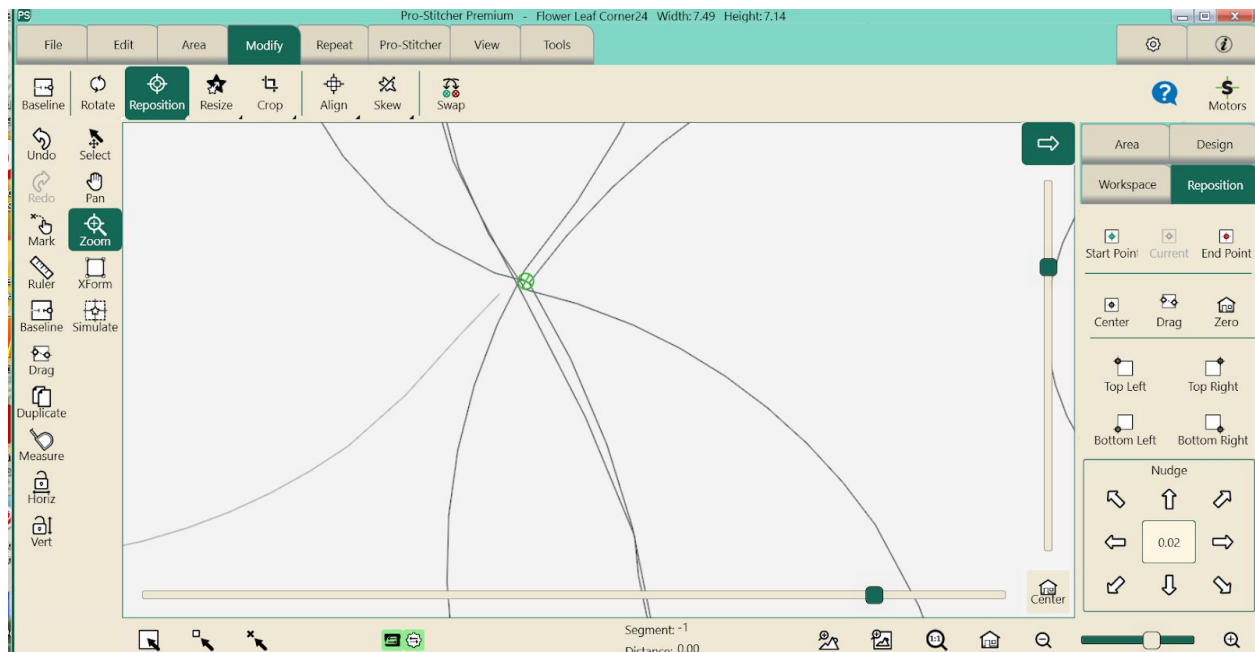 PS Pro-Stitcher Premium - Flower Leaf Corner24 Width:7.49 Height:7.14
File Edit Area Modify Repeat Pro-Stitcher View Tools
Baseline Rotate Reposition Resize Crop Align Skew Swap Motors
Undo Select
Redo Pan
Mark Zoom
Ruler XForm
Baseline Simulate
Drag
Duplicate
Measure
Horiz
Vert
Area Design
Workspace Reposition
Start Point Current End Point
Center Drag Zero
Top Left Top Right
Bottom Left Bottom Right
Nudge
0.02
Center
Segment: -1
Distance: 0.00
1:1